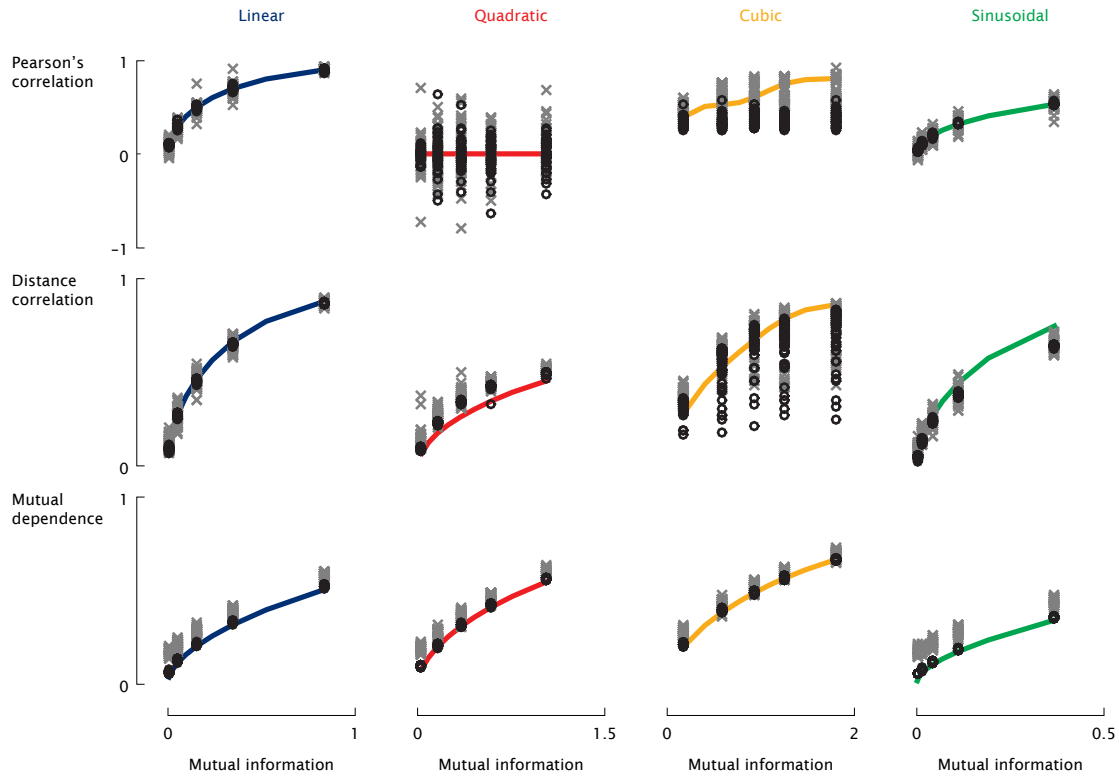 Linear Quadratic Cubic Sinusoidal
Pearson's
correlation
1
0
–1
Distance
correlation
1
0
Mutual
dependence
1
0
0 1 0 1.5 0 2 0 0.5
Mutual information Mutual information Mutual information Mutual information